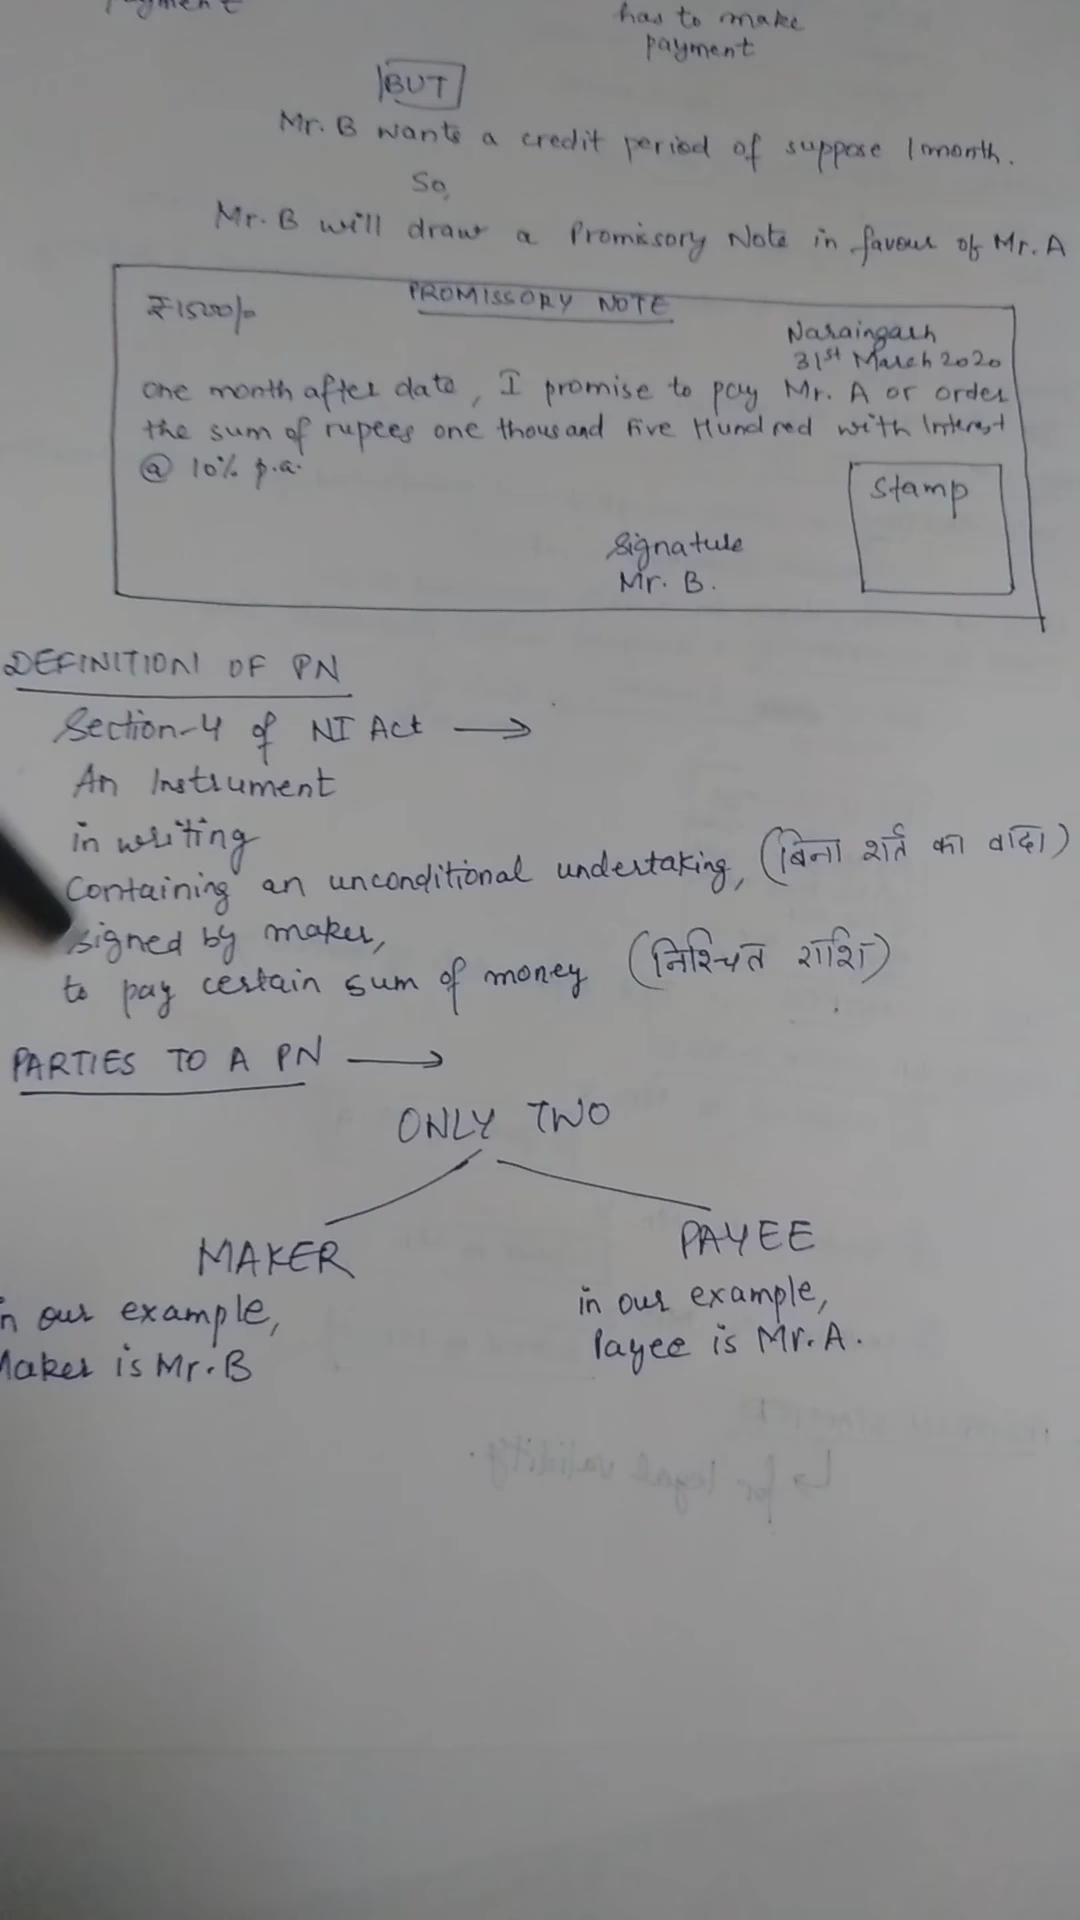 payment
has to make
payment
BUT
Mr. B wants a credit period of suppose 1 month.
So,
Mr. B will draw a Promissory Note in favour of Mr. A
PROMISSORY NOTE
₹1500/-
Naraingarh
31st March 2020
one month after date, I promise to pay Mr. A or order
the sum of rupees one thousand Five Hundred with Interest
@ 10% p.a.
Stamp
Signature
Mr. B.
DEFINITION OF PN
Section-4 of NI Act →
An Instrument
in writing
Containing an unconditional undertaking, (बिना शर्त का वादा)
signed by maker,
to pay certain sum of money (निश्चित राशि)
PARTIES TO A PN →
ONLY TWO
MAKER
PAYEE
in our example,
Maker is Mr. B
in our example,
Payee is Mr. A.
↳ for legal validity.